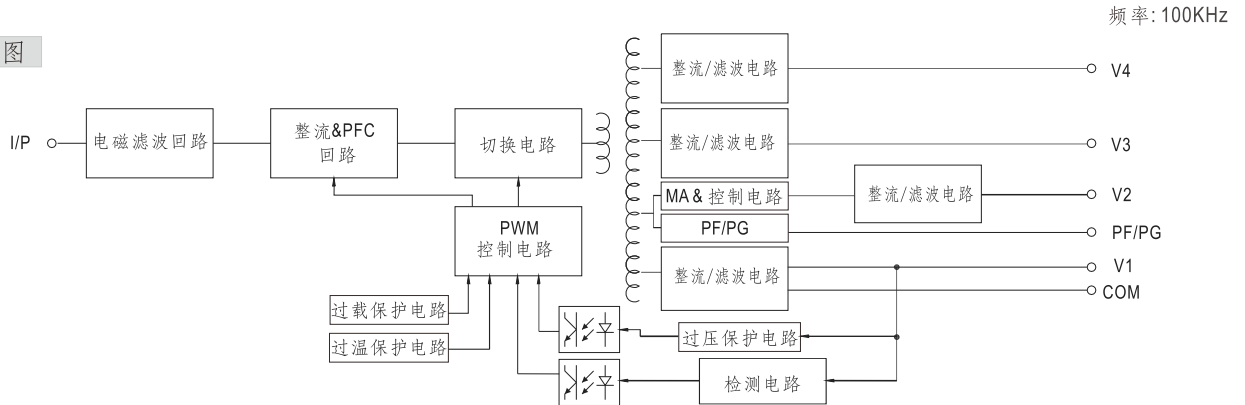 频率: 100KHz
图
I/P
电磁滤波回路
整流&PFC
回路
切换电路
整流/滤波电路
V4
整流/滤波电路
V3
MA & 控制电路
整流/滤波电路
V2
PF/PG
PF/PG
PWM
控制电路
整流/滤波电路
V1
COM
过载保护电路
过温保护电路
过压保护电路
检测电路